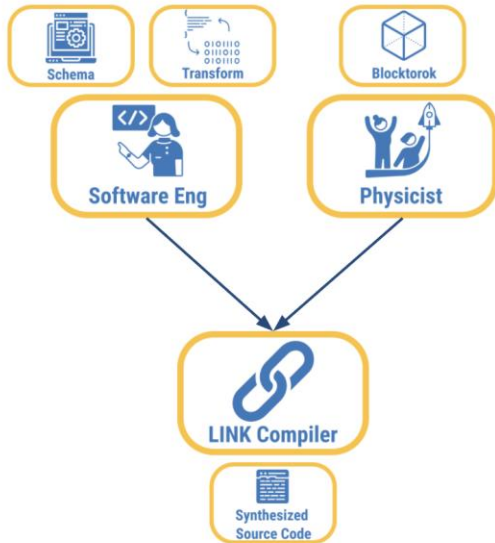 Schema
Transform
Blocktorok
</>
Software Eng
Physicist
LINK Compiler
Synthesized
Source Code